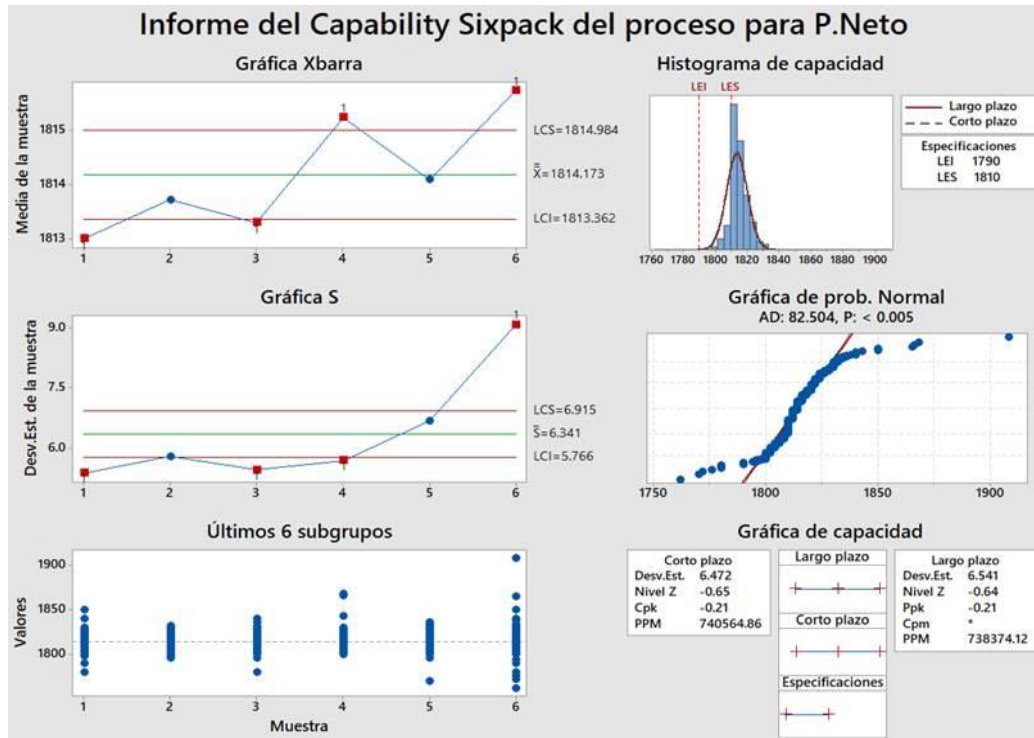 Informe del Capability Sixpack del proceso para P.Neto
Gráfica Xbarra
Media de la muestra
1815
1814
1813
1
1
1
1
LCS=1814.984
X̿=1814.173
LCI=1813.362
1 2 3 4 5 6
Histograma de capacidad
LEI LES
1760 1780 1800 1820 1840 1860 1880 1900
Largo plazo
Corto plazo
Especificaciones
LEI 1790
LES 1810
Gráfica S
Desv.Est. de la muestra
9.0
7.5
6.0
1
1
1
1
LCS=6.915
S̄=6.341
LCI=5.766
1 2 3 4 5 6
Gráfica de prob. Normal
AD: 82.504, P: < 0.005
1750 1800 1850 1900
Últimos 6 subgrupos
Valores
1900
1850
1800
1 2 3 4 5 6
Muestra
Gráfica de capacidad
Corto plazo
Desv.Est. 6.472
Nivel Z -0.65
Cpk -0.21
PPM 740564.86
Largo plazo
Corto plazo
Especificaciones
Largo plazo
Desv.Est. 6.541
Nivel Z -0.64
Ppk -0.21
Cpm *
PPM 738374.12